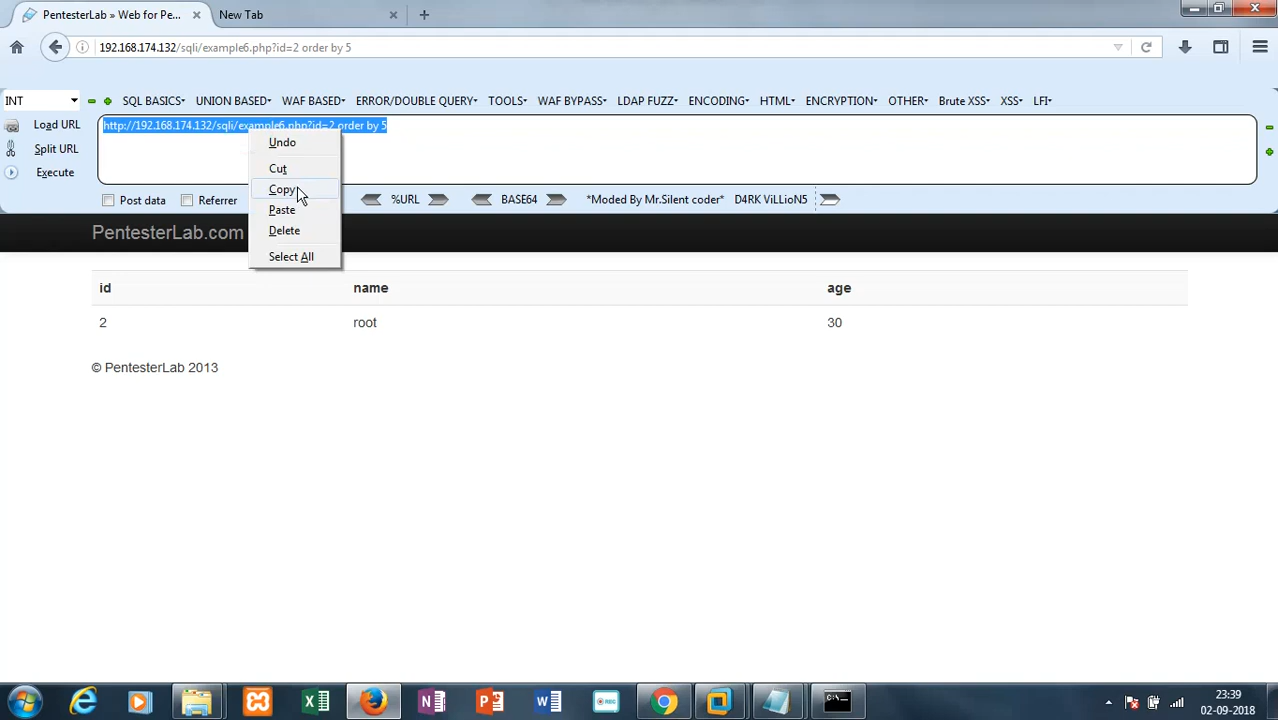 PentesterLab » Web for Pe... × New Tab × +
192.168.174.132/sqli/example6.php?id=2 order by 5
INT SQL BASICS UNION BASED WAF BASED ERROR/DOUBLE QUERY TOOLS WAF BYPASS LDAP FUZZ ENCODING HTML ENCRYPTION OTHER Brute XSS XSS LFI
Load URL http://192.168.174.132/sqli/example6.php?id=2 order by 5
Split URL
Execute
Undo
Cut
Copy
Paste
Delete
Select All
Post data Referrer %URL BASE64 *Moded By Mr.Silent coder* D4RK ViLLioN5
PentesterLab.com
id name age
2 root 30
© PentesterLab 2013
REC
23:39
02-09-2018